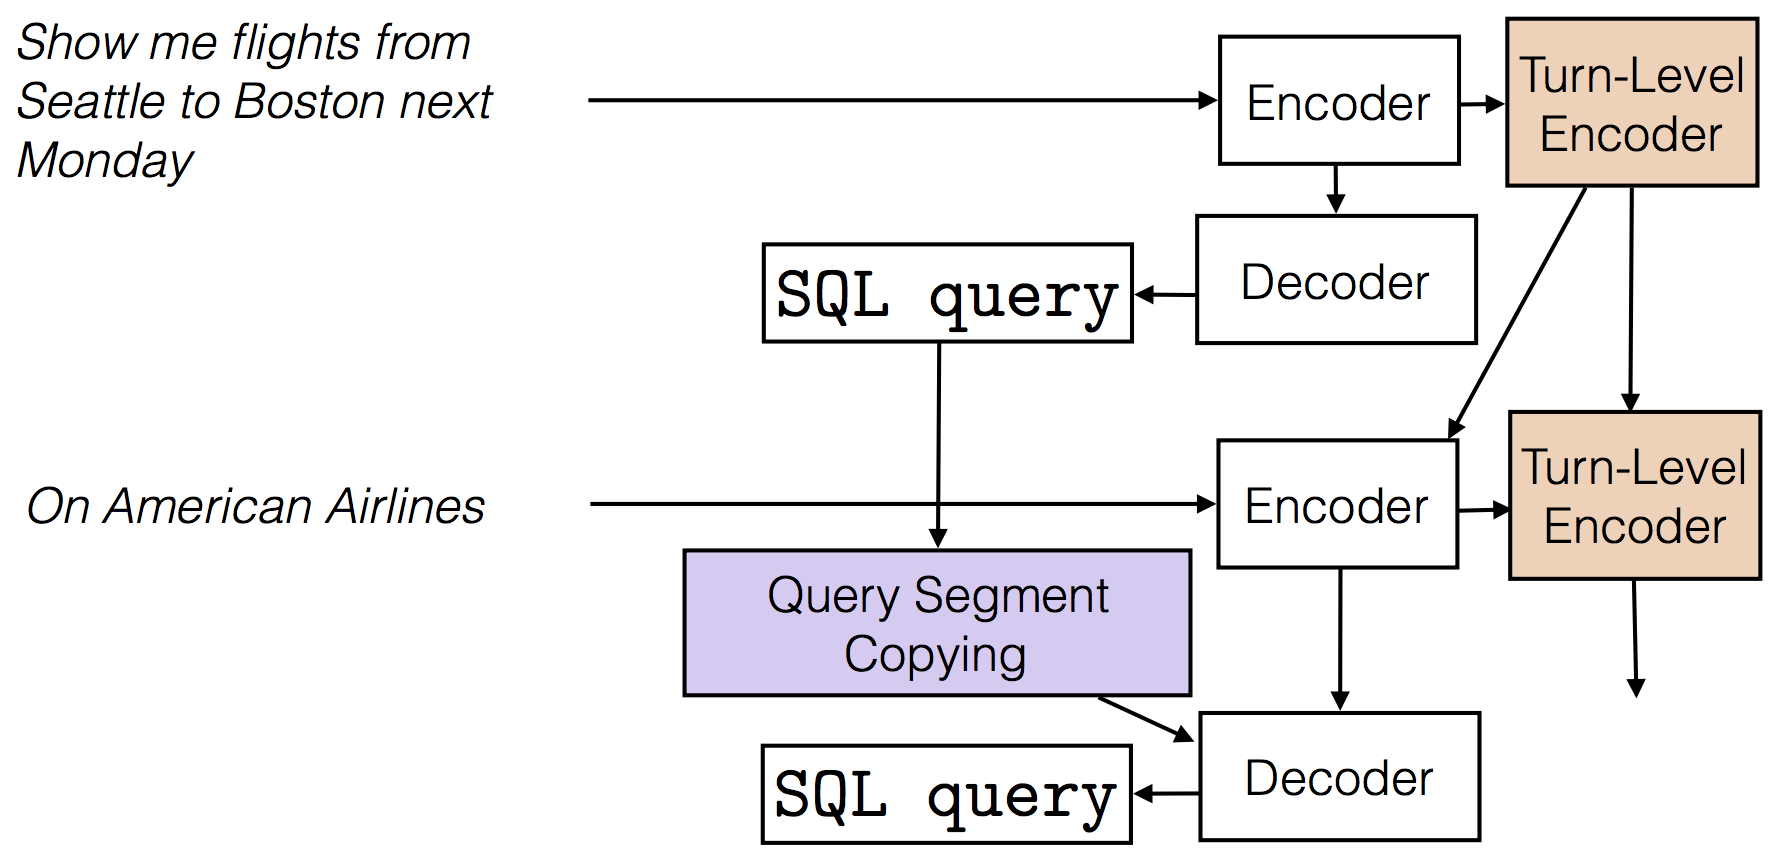 Show me flights from
Seattle to Boston next
Monday
Encoder
Turn-Level
Encoder
Decoder
SQL query
On American Airlines
Encoder
Turn-Level
Encoder
Query Segment
Copying
Decoder
SQL query